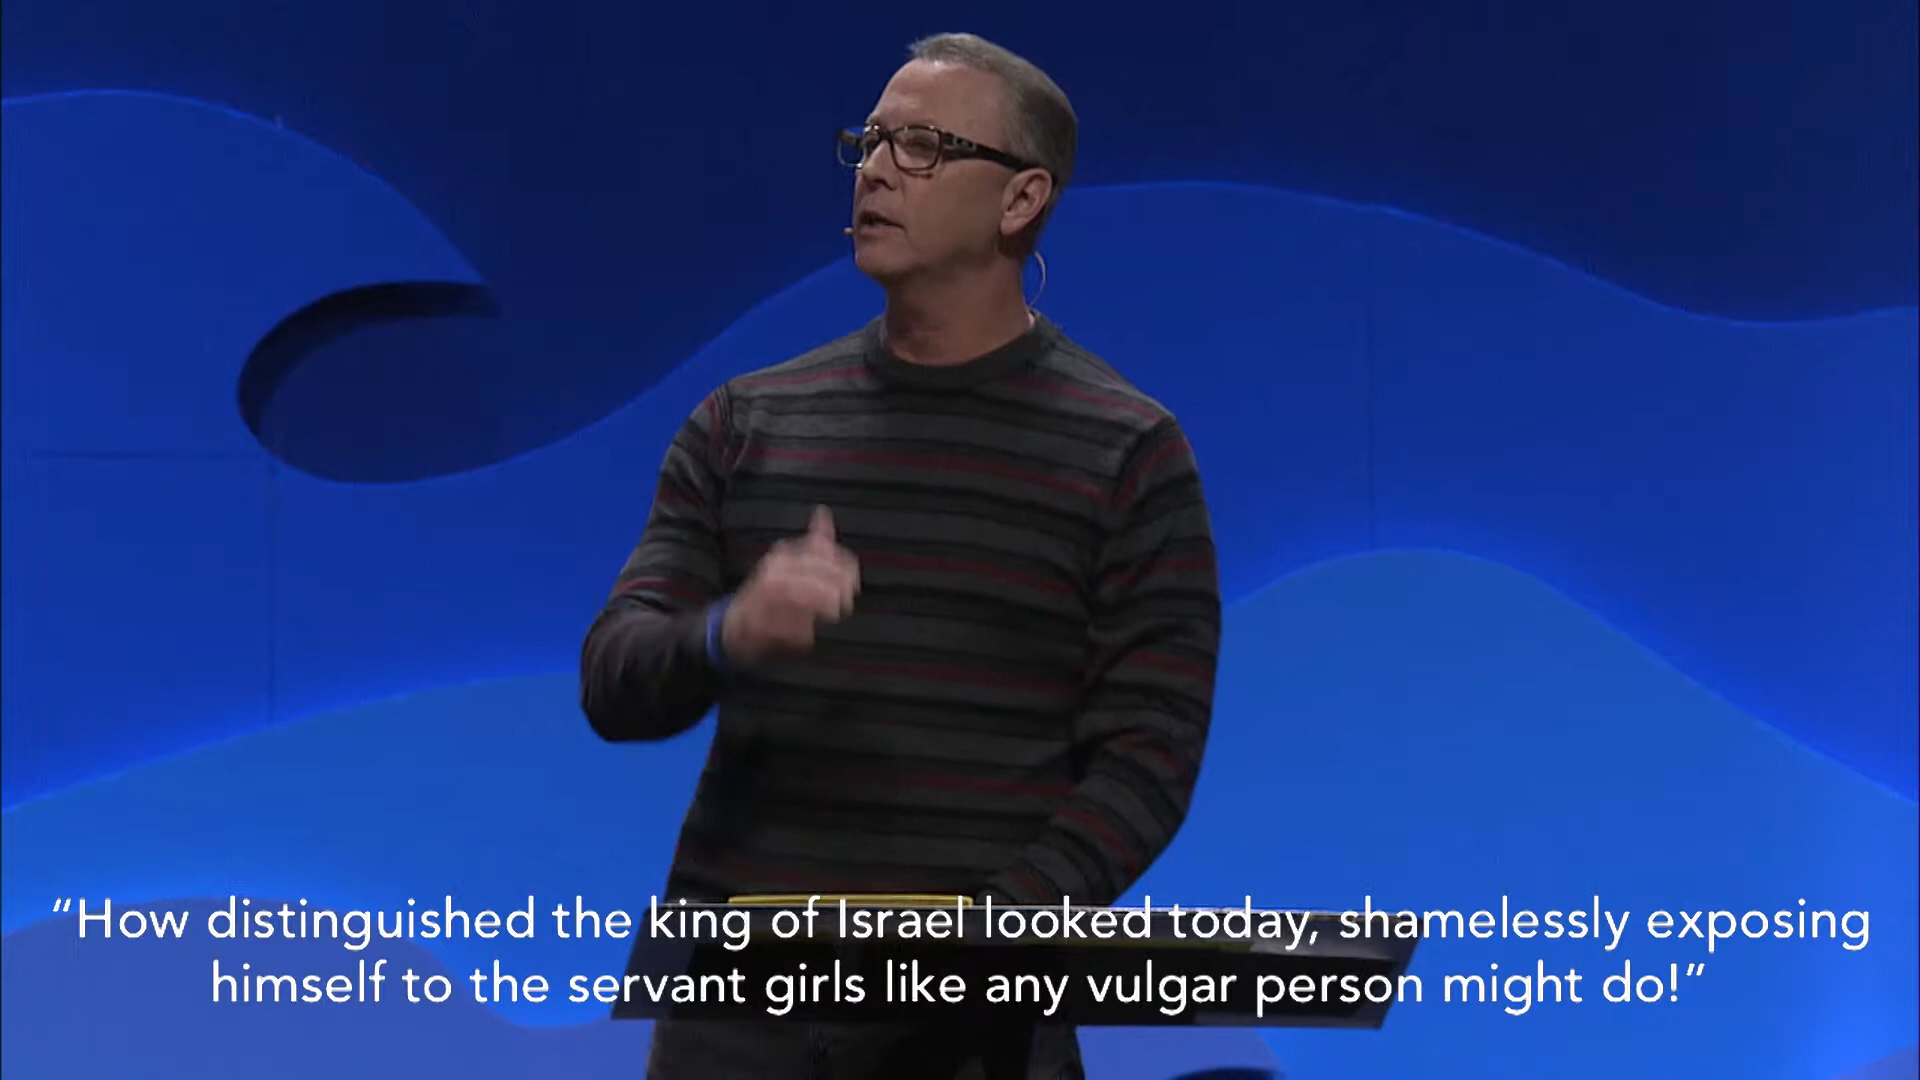 “How distinguished the king of Israel looked today, shamelessly exposing
himself to the servant girls like any vulgar person might do!”